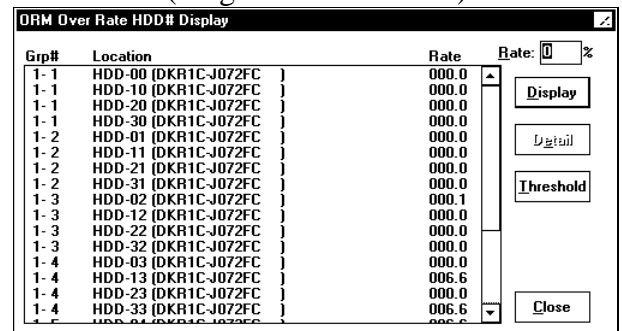 ORM Over Rate HDD# Display
Grp# Location Rate Rate: 0 %
1- 1 HDD-00 (DKR1C-J072FC ) 000.0
1- 1 HDD-10 (DKR1C-J072FC ) 000.0
1- 1 HDD-20 (DKR1C-J072FC ) 000.0
1- 1 HDD-30 (DKR1C-J072FC ) 000.0
1- 2 HDD-01 (DKR1C-J072FC ) 000.0
1- 2 HDD-11 (DKR1C-J072FC ) 000.0
1- 2 HDD-21 (DKR1C-J072FC ) 000.0
1- 2 HDD-31 (DKR1C-J072FC ) 000.0
1- 3 HDD-02 (DKR1C-J072FC ) 000.1
1- 3 HDD-12 (DKR1C-J072FC ) 000.0
1- 3 HDD-22 (DKR1C-J072FC ) 000.0
1- 3 HDD-32 (DKR1C-J072FC ) 000.0
1- 4 HDD-03 (DKR1C-J072FC ) 000.0
1- 4 HDD-13 (DKR1C-J072FC ) 006.6
1- 4 HDD-23 (DKR1C-J072FC ) 000.0
1- 4 HDD-33 (DKR1C-J072FC ) 006.6
Display
Detail
Threshold
Close